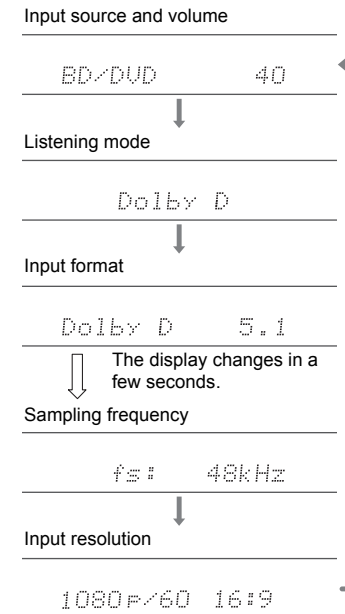 Input source and volume
BD/DVD 40
Listening mode
Dolby D
Input format
Dolby D 5.1
The display changes in a
few seconds.
Sampling frequency
fs: 48kHz
Input resolution
1080p/60 16:9